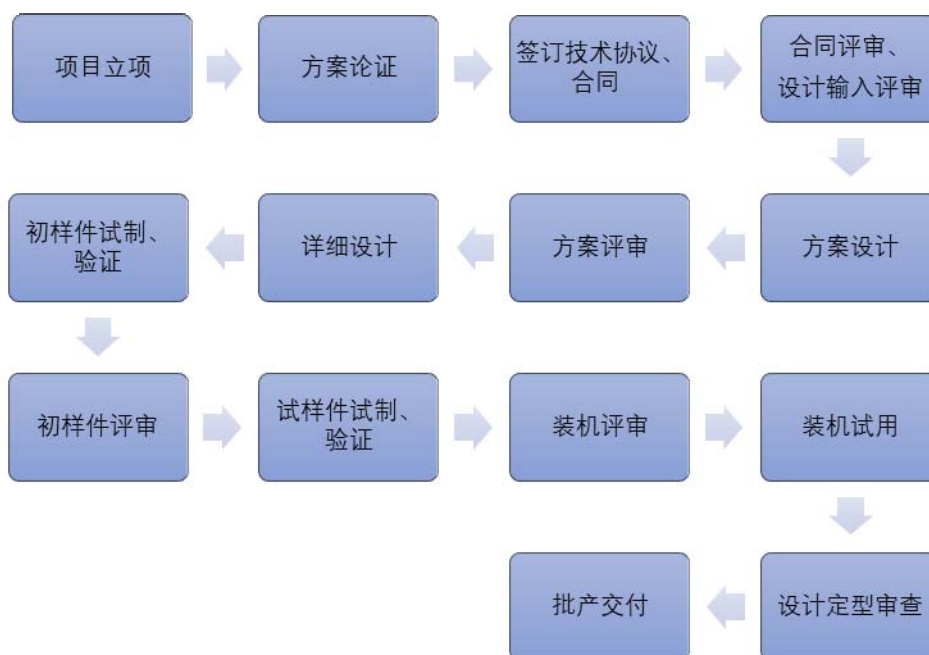 项目立项
方案论证
签订技术协议、
合同
合同评审、
设计输入评审
方案设计
方案评审
详细设计
初样件试制、
验证
初样件评审
试样件试制、
验证
装机评审
装机试用
设计定型审查
批产交付